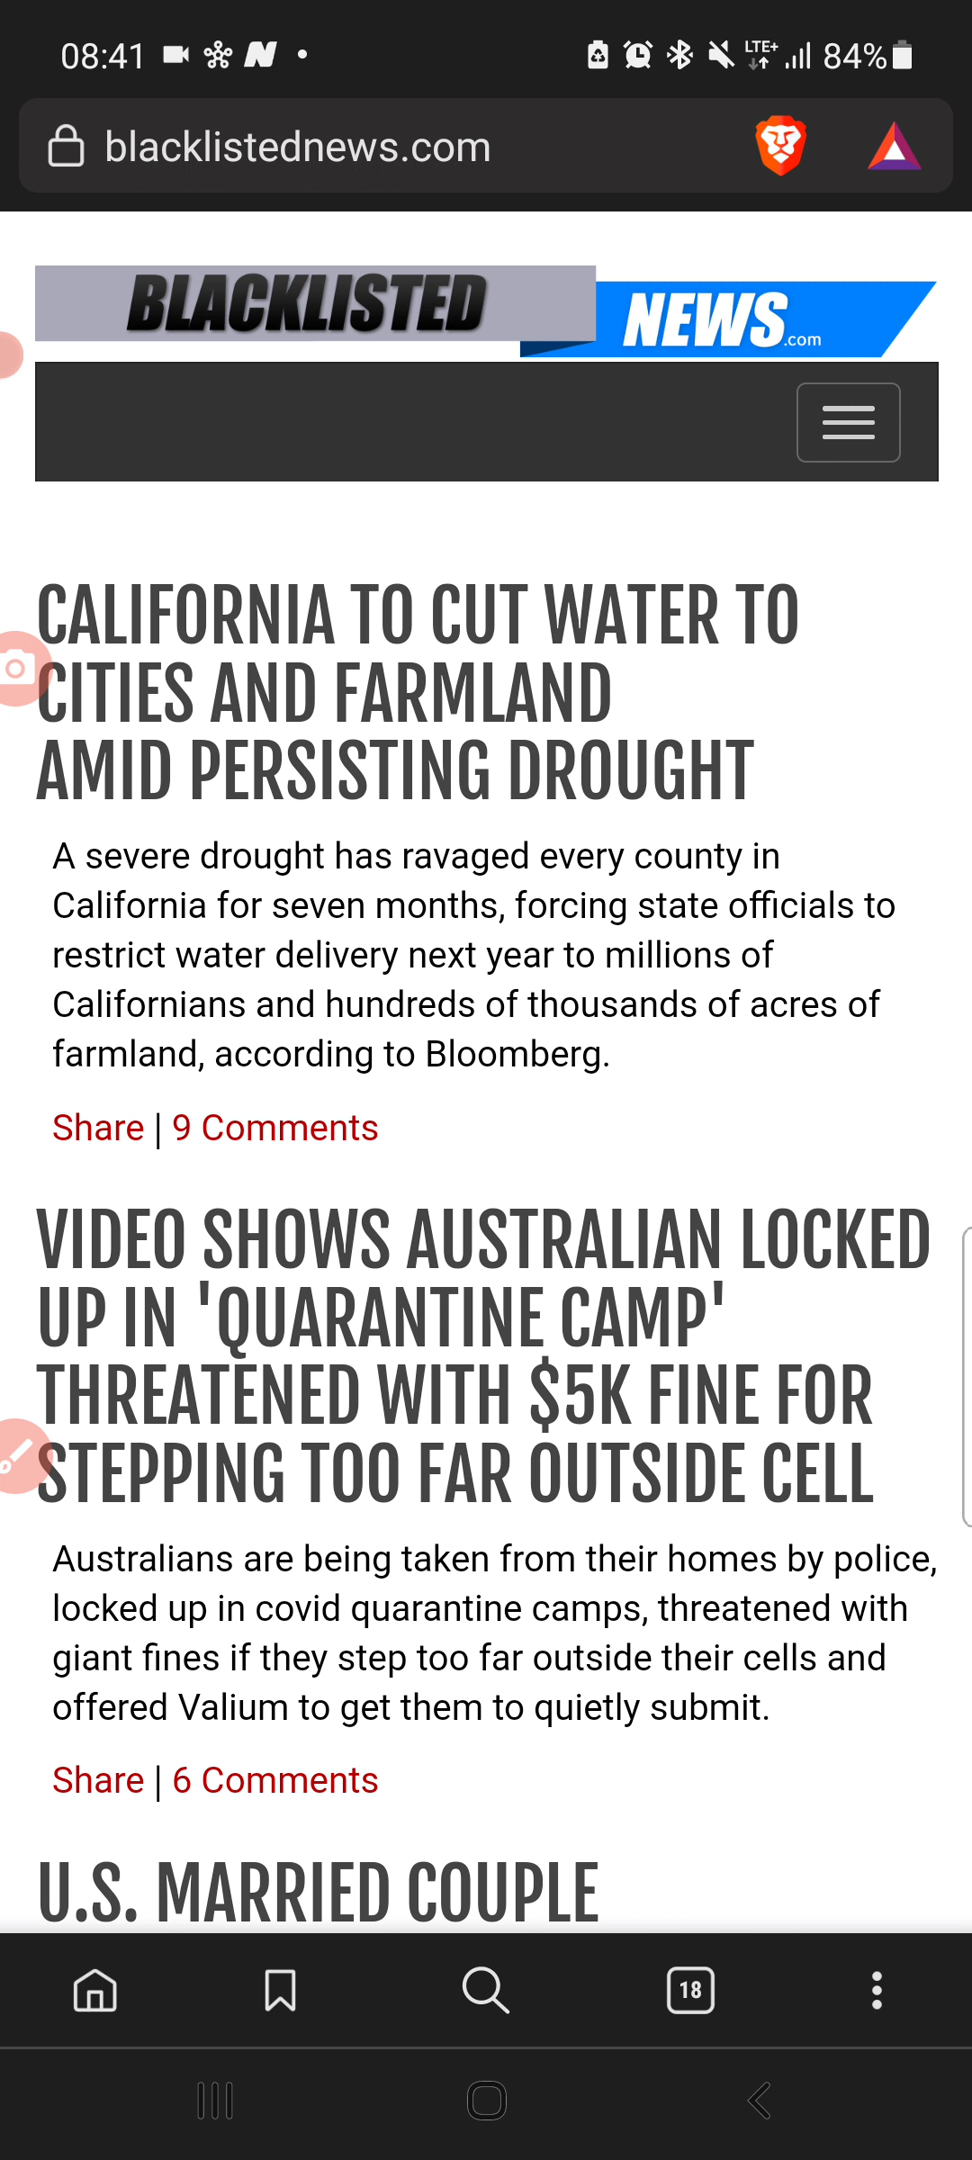 08:41
LTE+
84%
blacklistednews.com
BLACKLISTED
NEWS.com
CALIFORNIA TO CUT WATER TO
CITIES AND FARMLAND
AMID PERSISTING DROUGHT
A severe drought has ravaged every county in
California for seven months, forcing state officials to
restrict water delivery next year to millions of
Californians and hundreds of thousands of acres of
farmland, according to Bloomberg.
Share | 9 Comments
VIDEO SHOWS AUSTRALIAN LOCKED
UP IN 'QUARANTINE CAMP'
THREATENED WITH $5K FINE FOR
STEPPING TOO FAR OUTSIDE CELL
Australians are being taken from their homes by police,
locked up in covid quarantine camps, threatened with
giant fines if they step too far outside their cells and
offered Valium to get them to quietly submit.
Share | 6 Comments
U.S. MARRIED COUPLE
18